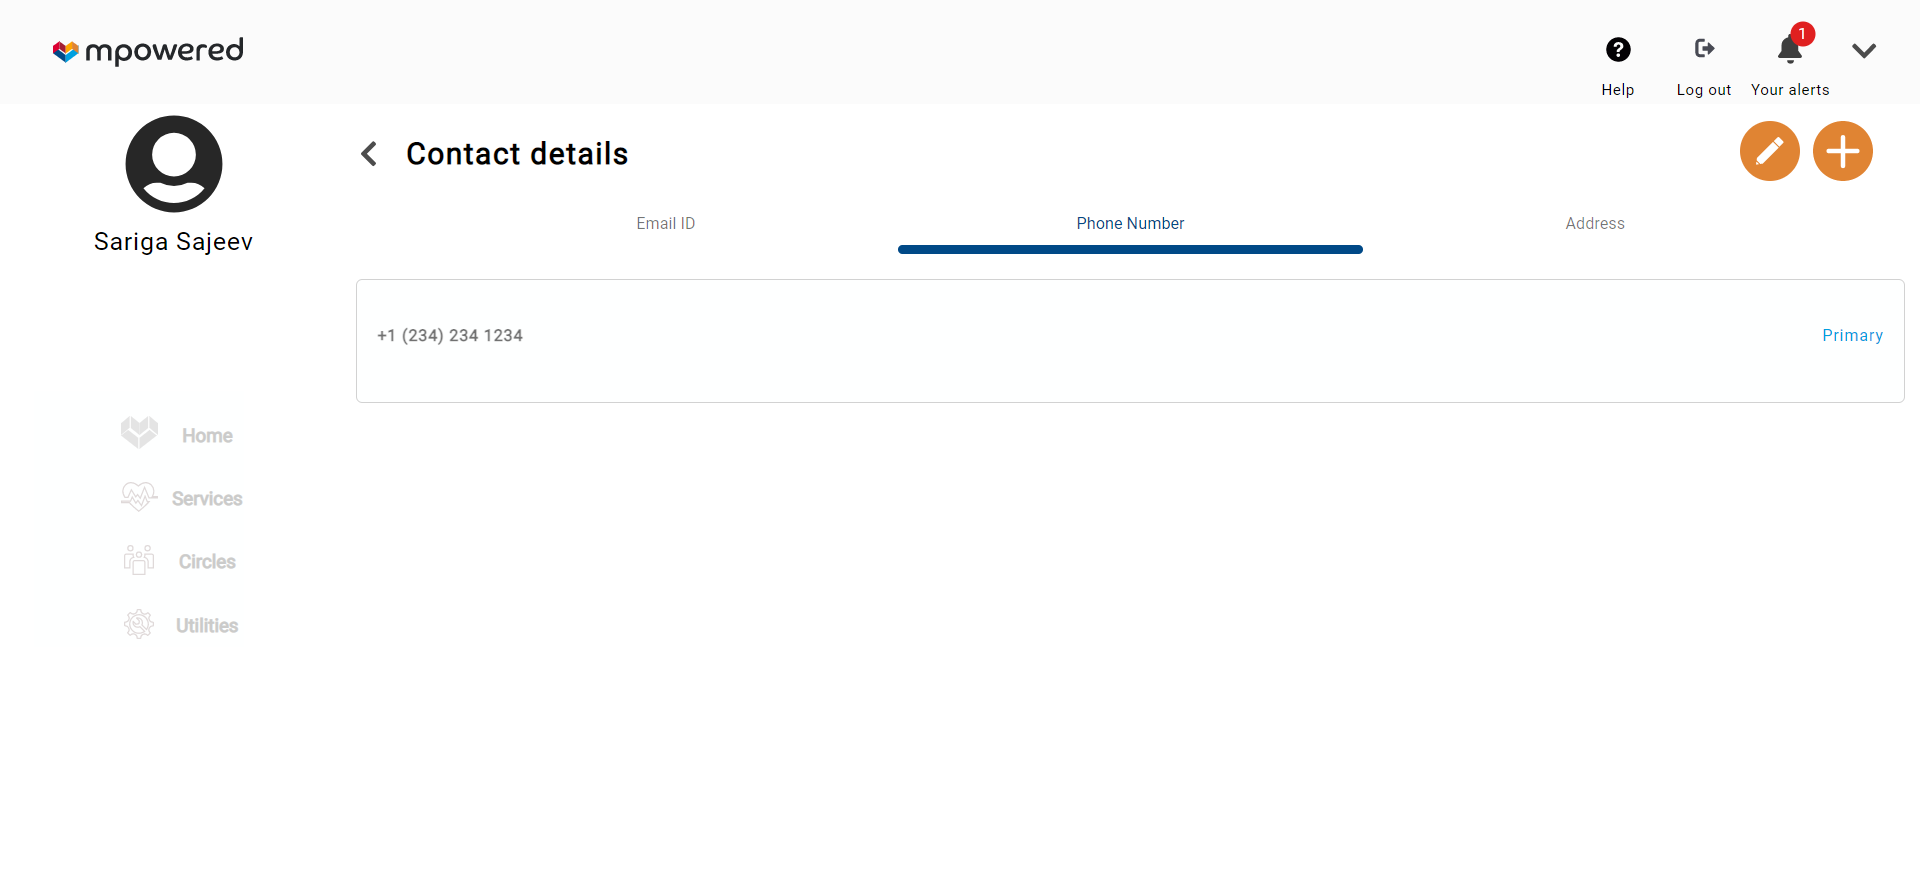 mpowered
?
1
Help
Log out
Your alerts
Sariga Sajeev
Contact details
Email ID
Phone Number
Address
+1 (234) 234 1234
Primary
Home
Services
Circles
Utilities